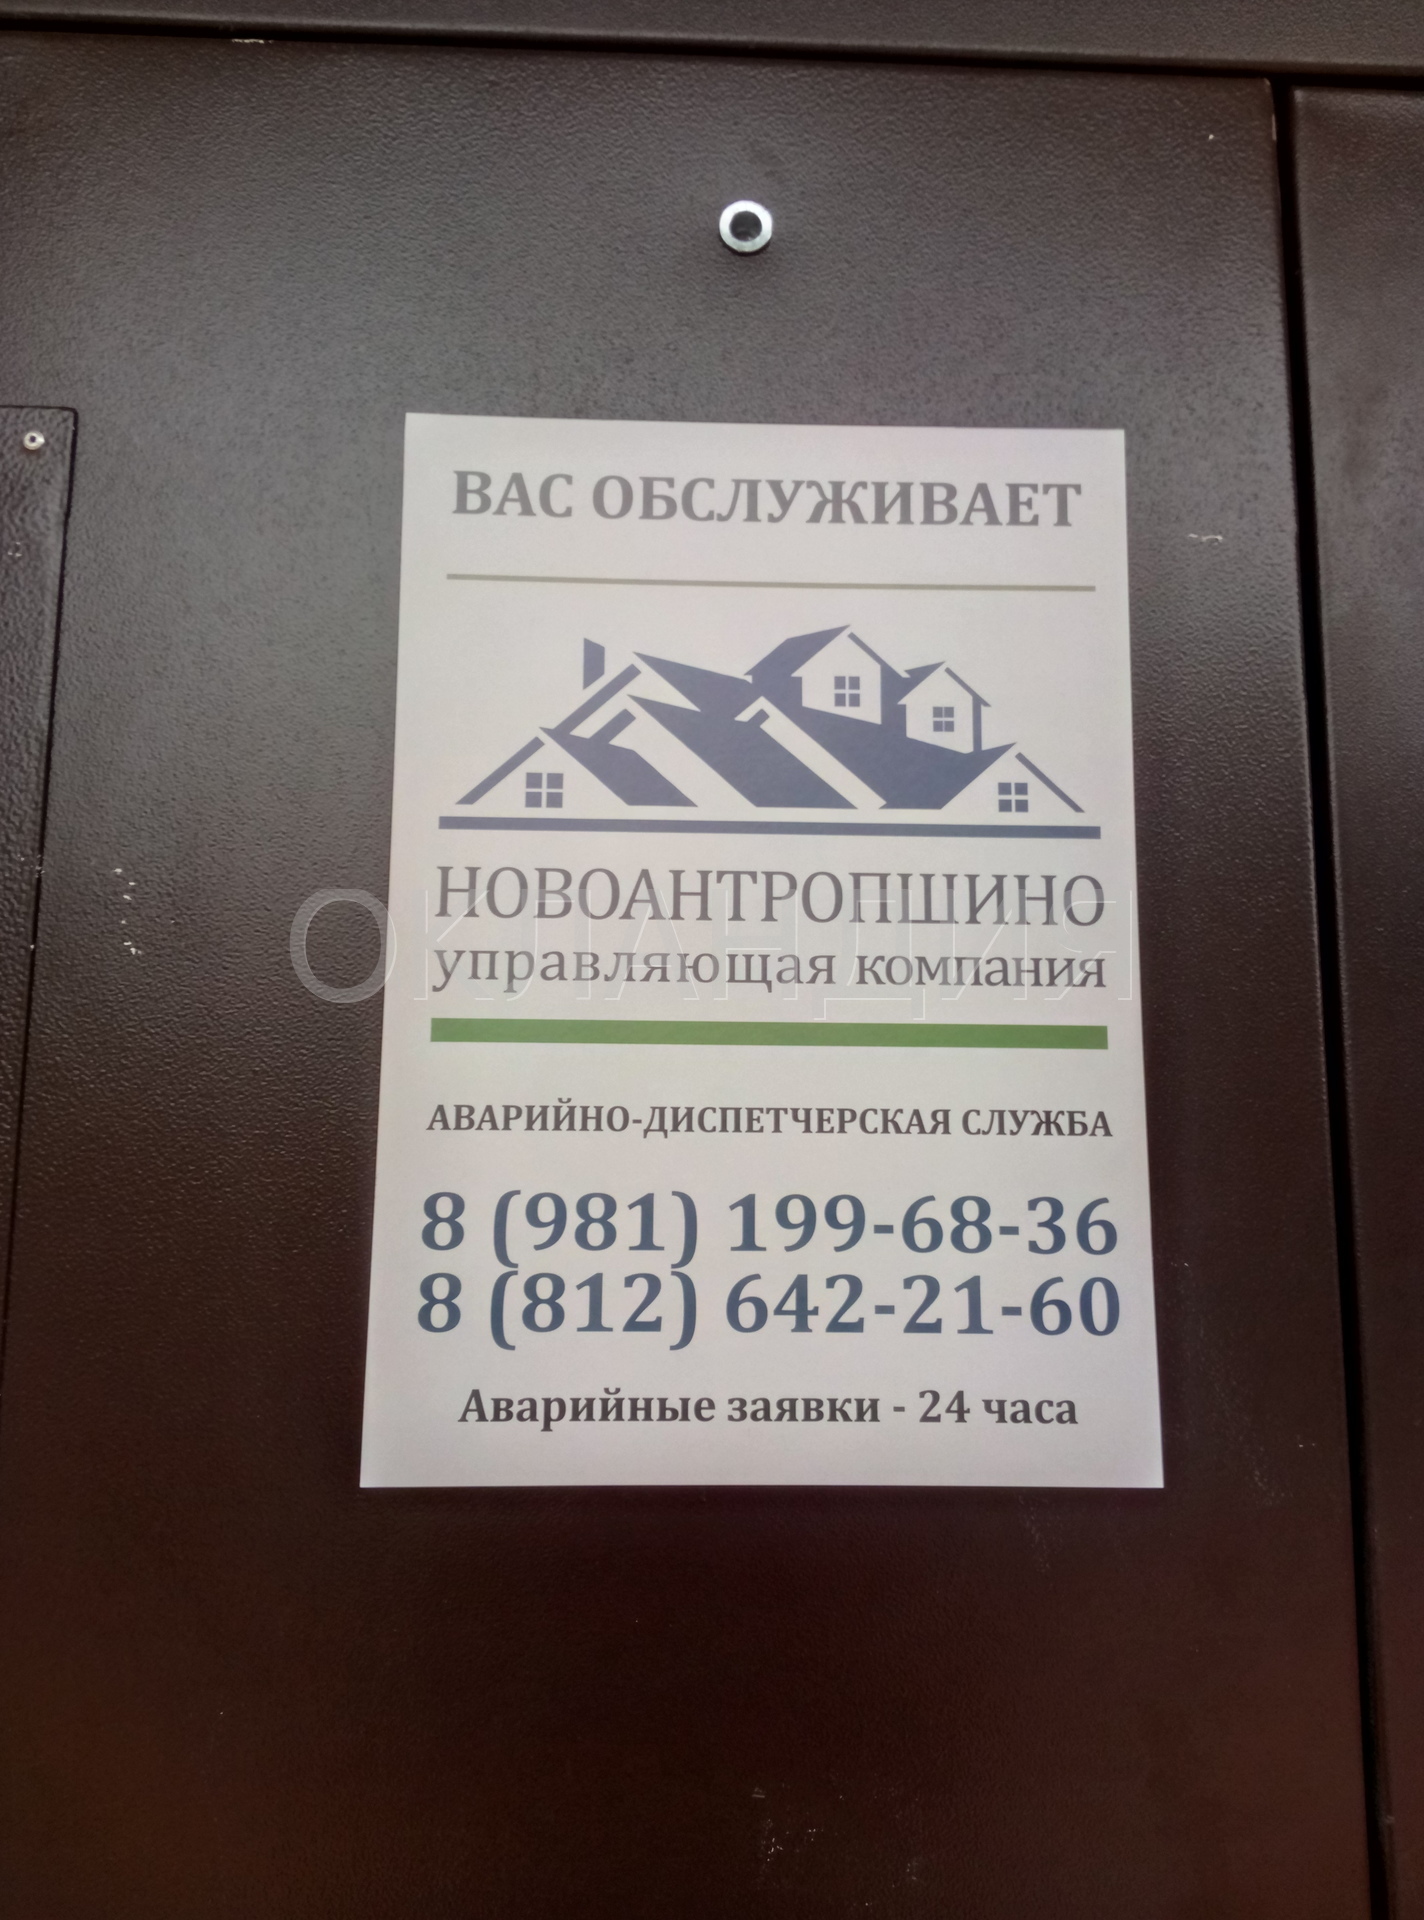 ВАС ОБСЛУЖИВАЕТ
НОВОАНТРОПШИНО
управляющая компания
ОКЛАНДИЯ
АВАРИЙНО-ДИСПЕТЧЕРСКАЯ СЛУЖБА
8 (981) 199-68-36
8 (812) 642-21-60
Аварийные заявки - 24 часа